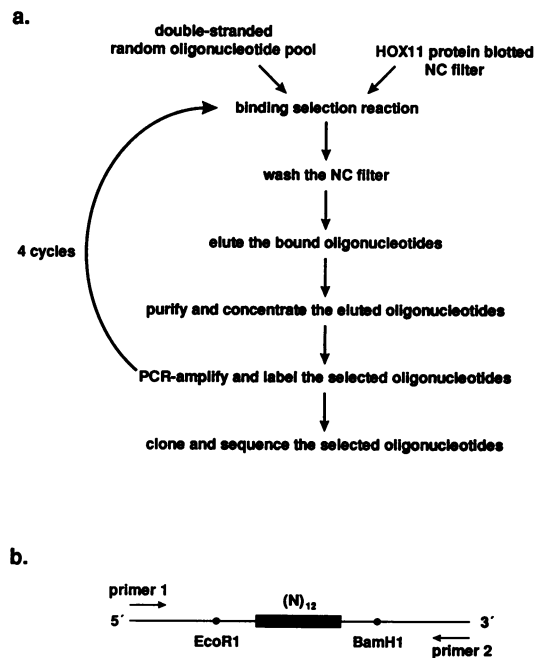 a.
double-stranded
random oligonucleotide pool
HOX11 protein blotted
NC filter
binding selection reaction
wash the NC filter
4 cycles
elute the bound oligonucleotides
purify and concentrate the eluted oligonucleotides
PCR-amplify and label the selected oligonucleotides
clone and sequence the selected oligonucleotides
b.
primer 1
(N)12
5´
3´
EcoR1
BamH1
primer 2